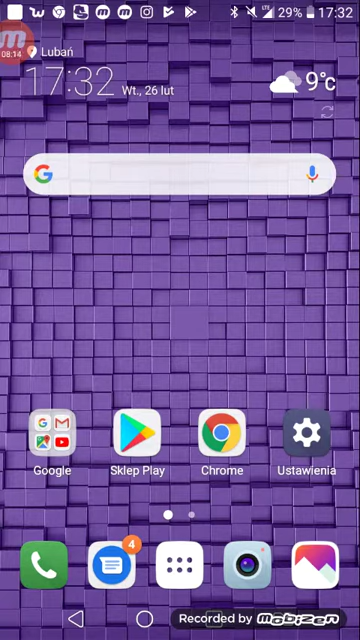 29% 17:32
08:14
Lubań
17:32 Wt., 26 lut
9°C
Google
Sklep Play
Chrome
Ustawienia
4
Recorded by mobizen